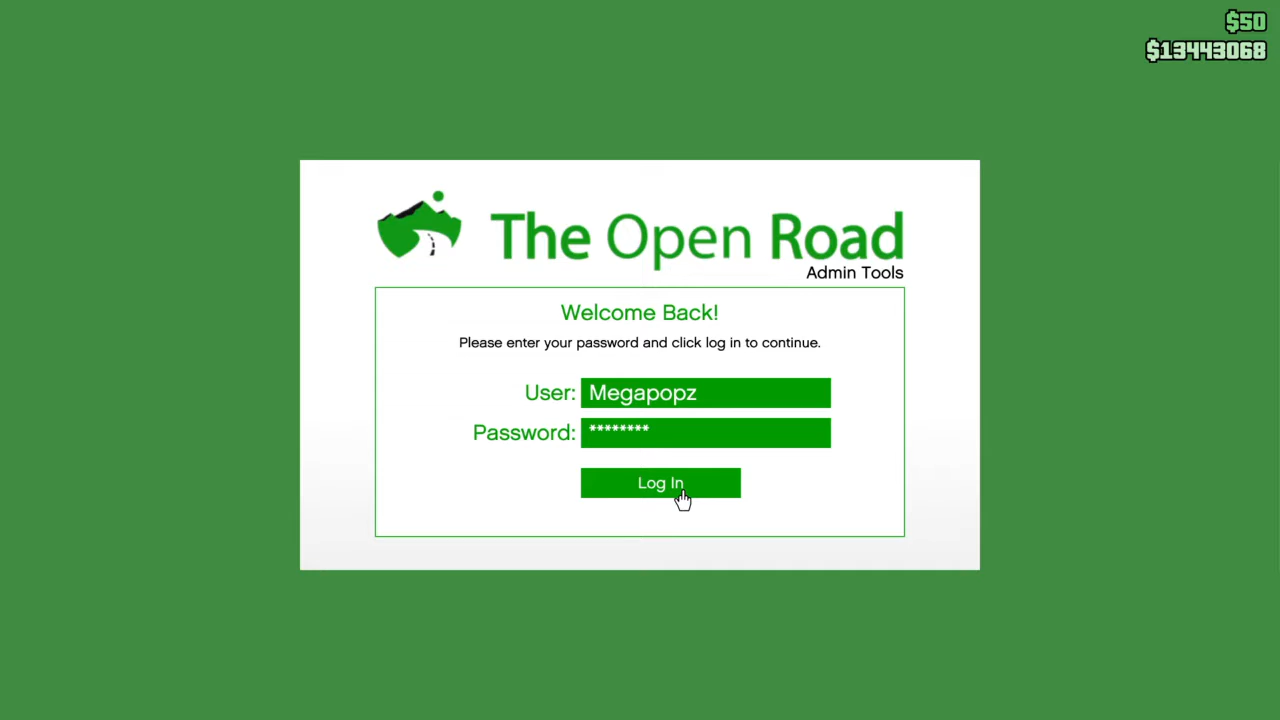 $50
$13443068
The Open Road
Admin Tools
Welcome Back!
Please enter your password and click log in to continue.
User: Megapopz
Password: ********
Log In